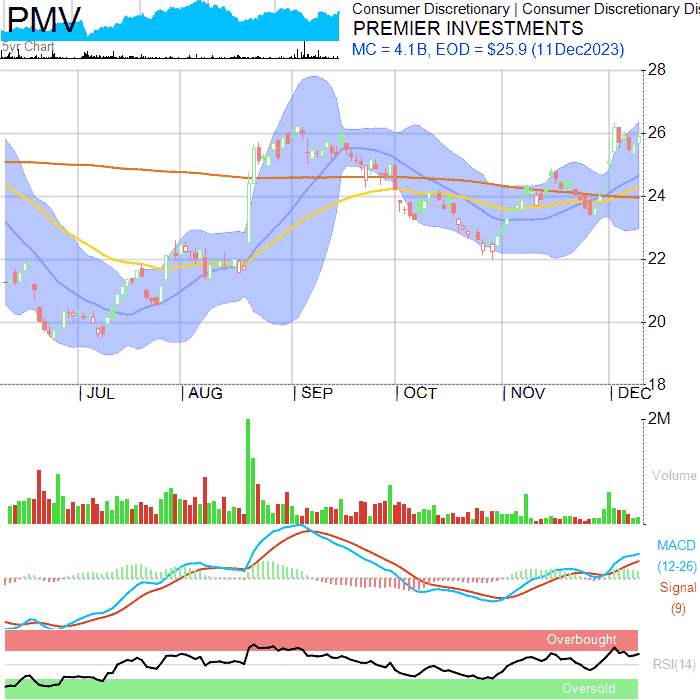 PMV
5yr Chart
Consumer Discretionary | Consumer Discretionary Dis
PREMIER INVESTMENTS
MC = 4.1B, EOD = $25.9 (11Dec2023)
28
26
24
22
20
18
JUL
AUG
SEP
OCT
NOV
DEC
2M
Volume
MACD
(12-26)
Signal
(9)
Overbought
RSI(14)
Oversold